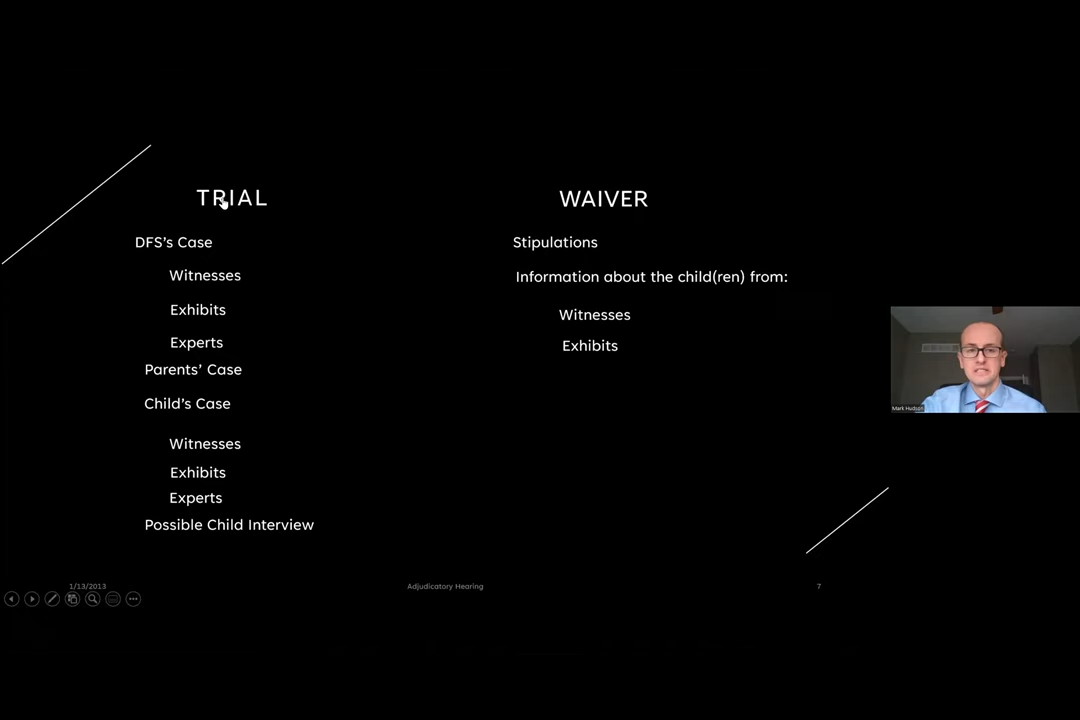 TRIAL
DFS's Case
Witnesses
Exhibits
Experts
Parents' Case
Child's Case
Witnesses
Exhibits
Experts
Possible Child Interview
WAIVER
Stipulations
Information about the child(ren) from:
Witnesses
Exhibits
Mark Hudson
1/13/2013
Adjudicatory Hearing
7